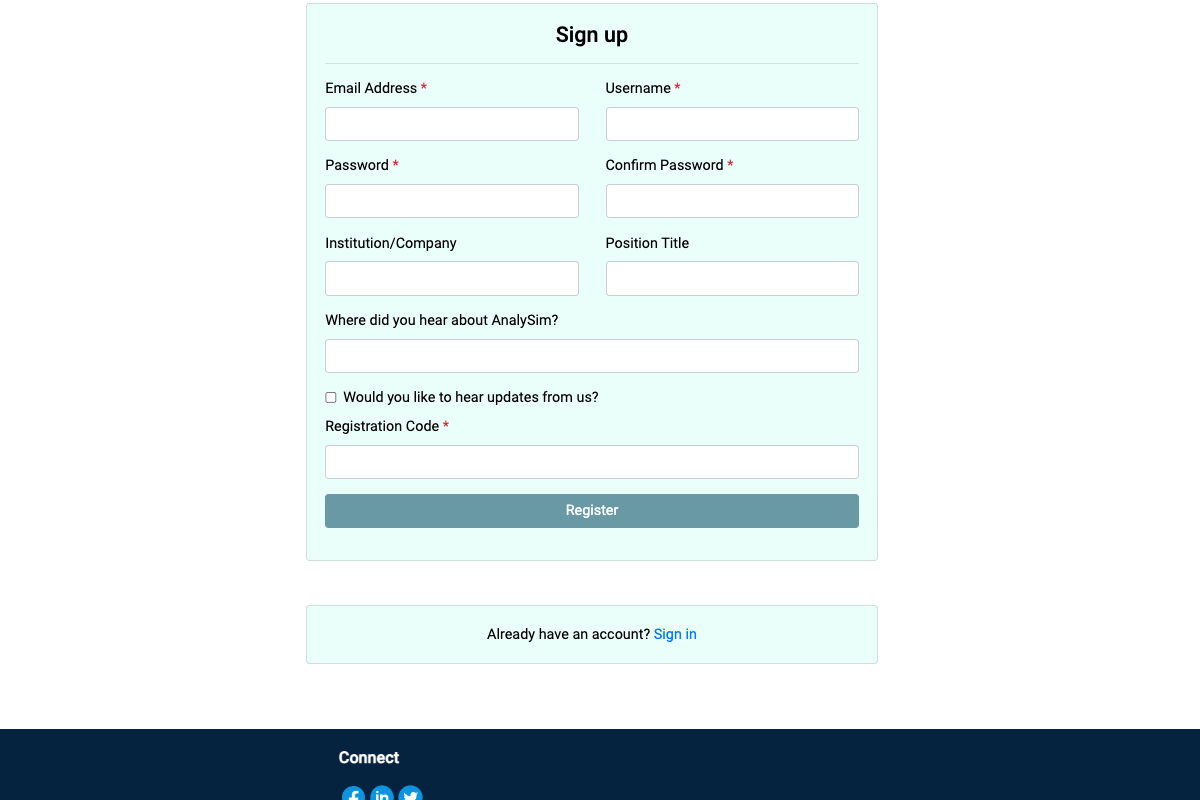 Sign up
Email Address *
Username *
Password *
Confirm Password *
Institution/Company
Position Title
Where did you hear about AnalySim?
Would you like to hear updates from us?
Registration Code *
Register
Already have an account? Sign in
Connect